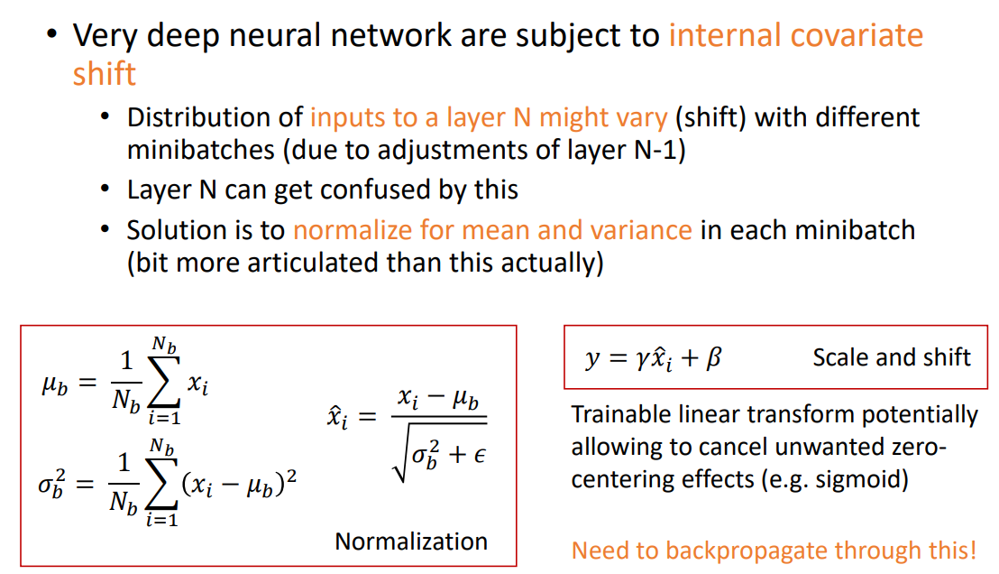 • Very deep neural network are subject to internal covariate
shift
• Distribution of inputs to a layer N might vary (shift) with different
minibatches (due to adjustments of layer N-1)
• Layer N can get confused by this
• Solution is to normalize for mean and variance in each minibatch
(bit more articulated than this actually)
$\mu_b = \frac{1}{N_b} \sum_{i=1}^{N_b} x_i$
$\sigma_b^2 = \frac{1}{N_b} \sum_{i=1}^{N_b} (x_i - \mu_b)^2$
$\hat{x}_i = \frac{x_i - \mu_b}{\sqrt{\sigma_b^2 + \epsilon}}$
Normalization
$y = \gamma \hat{x}_i + \beta$ Scale and shift
Trainable linear transform potentially
allowing to cancel unwanted zero-
centering effects (e.g. sigmoid)
Need to backpropagate through this!